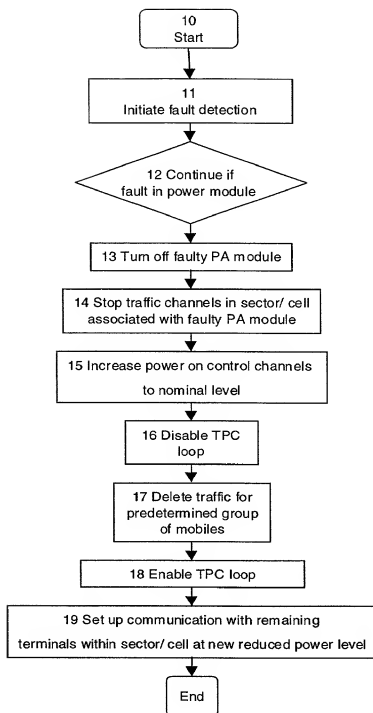 10
Start
11
Initiate fault detection
12 Continue if
fault in power module
13 Turn off faulty PA module
14 Stop traffic channels in sector/ cell
associated with faulty PA module
15 Increase power on control channels
to nominal level
16 Disable TPC
loop
17 Delete traffic for
predetermined group
of mobiles
18 Enable TPC loop
19 Set up communication with remaining
terminals within sector/ cell at new reduced power level
End